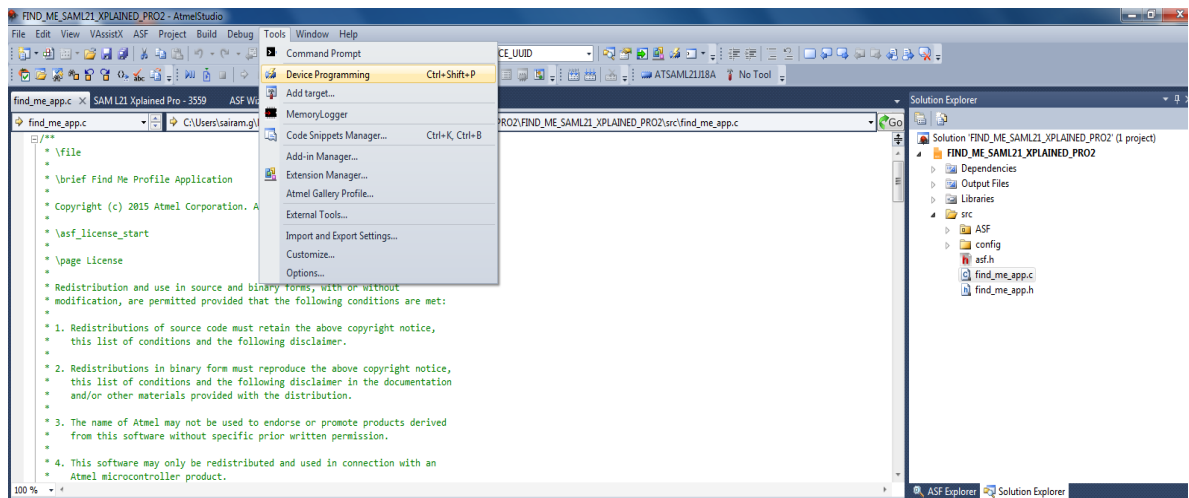 FIND_ME_SAML21_XPLAINED_PRO2 - AtmelStudio
File Edit View VAssistX ASF Project Build Debug Tools Window Help
CE_UUID
ATSAML21J18A No Tool
Command Prompt
Device Programming Ctrl+Shift+P
Add target...
MemoryLogger
Code Snippets Manager... Ctrl+K, Ctrl+B
Add-in Manager...
Extension Manager...
Atmel Gallery Profile...
External Tools...
Import and Export Settings...
Customize...
Options...
find_me_app.c SAM L21 Xplained Pro - 3559 ASF Wi
find_me_app.c C:\Users\sairam.g\ PRO2\FIND_ME_SAML21_XPLAINED_PRO2\src\find_me_app.c Go
/**
* \file
*
* \brief Find Me Profile Application
*
* Copyright (c) 2015 Atmel Corporation. A
*
* \asf_license_start
*
* \page License
*
* Redistribution and use in source and binary forms, with or without
* modification, are permitted provided that the following conditions are met:
*
* 1. Redistributions of source code must retain the above copyright notice,
* this list of conditions and the following disclaimer.
*
* 2. Redistributions in binary form must reproduce the above copyright notice,
* this list of conditions and the following disclaimer in the documentation
* and/or other materials provided with the distribution.
*
* 3. The name of Atmel may not be used to endorse or promote products derived
* from this software without specific prior written permission.
*
* 4. This software may only be redistributed and used in connection with an
* Atmel microcontroller product.
100 %
Solution Explorer
Solution 'FIND_ME_SAML21_XPLAINED_PRO2' (1 project)
FIND_ME_SAML21_XPLAINED_PRO2
Dependencies
Output Files
Libraries
src
ASF
config
asf.h
find_me_app.c
find_me_app.h
ASF Explorer Solution Explorer